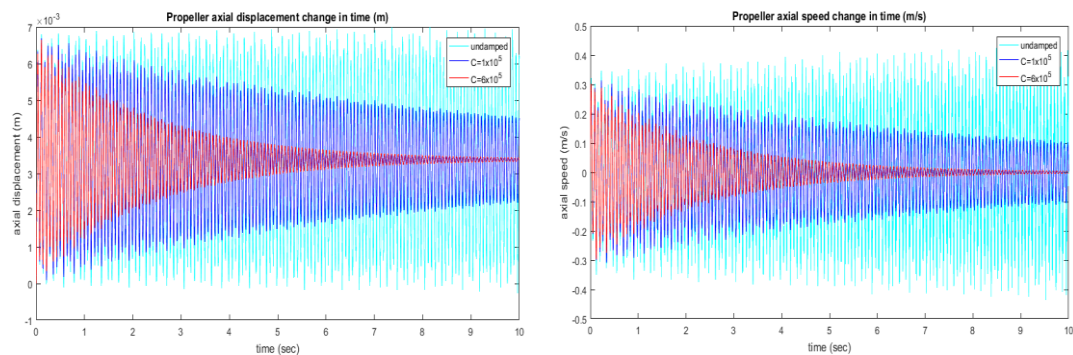 Propeller axial displacement change in time (m)
×10⁻³
7
6
5
4
3
2
1
0
-1
axial displacement (m)
undamped
C=1x10⁵
C=6x10⁵
0 1 2 3 4 5 6 7 8 9 10
time (sec)
Propeller axial speed change in time (m/s)
0.5
0.4
0.3
0.2
0.1
0
-0.1
-0.2
-0.3
-0.4
-0.5
axial speed (m/s)
undamped
C=1x10⁵
C=6x10⁵
0 1 2 3 4 5 6 7 8 9 10
time (sec)